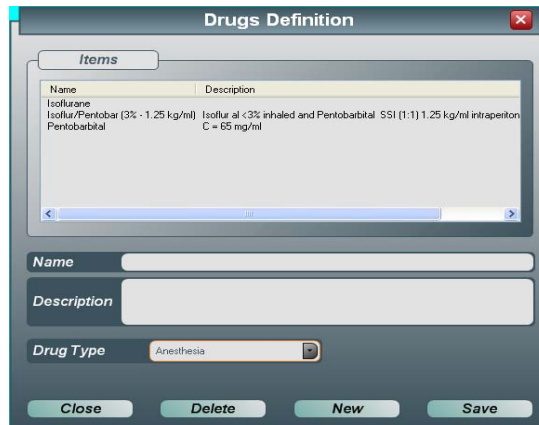 Drugs Definition
Items
Name Description
Isoflurane
Isoflur/Pentobar (3% - 1.25 kg/ml) Isoflur al <3% inhaled and Pentobarbital SSI (1:1) 1.25 kg/ml intraperiton
Pentobarbital C = 65 mg/ml
Name
Description
Drug Type Anesthesia
Close Delete New Save